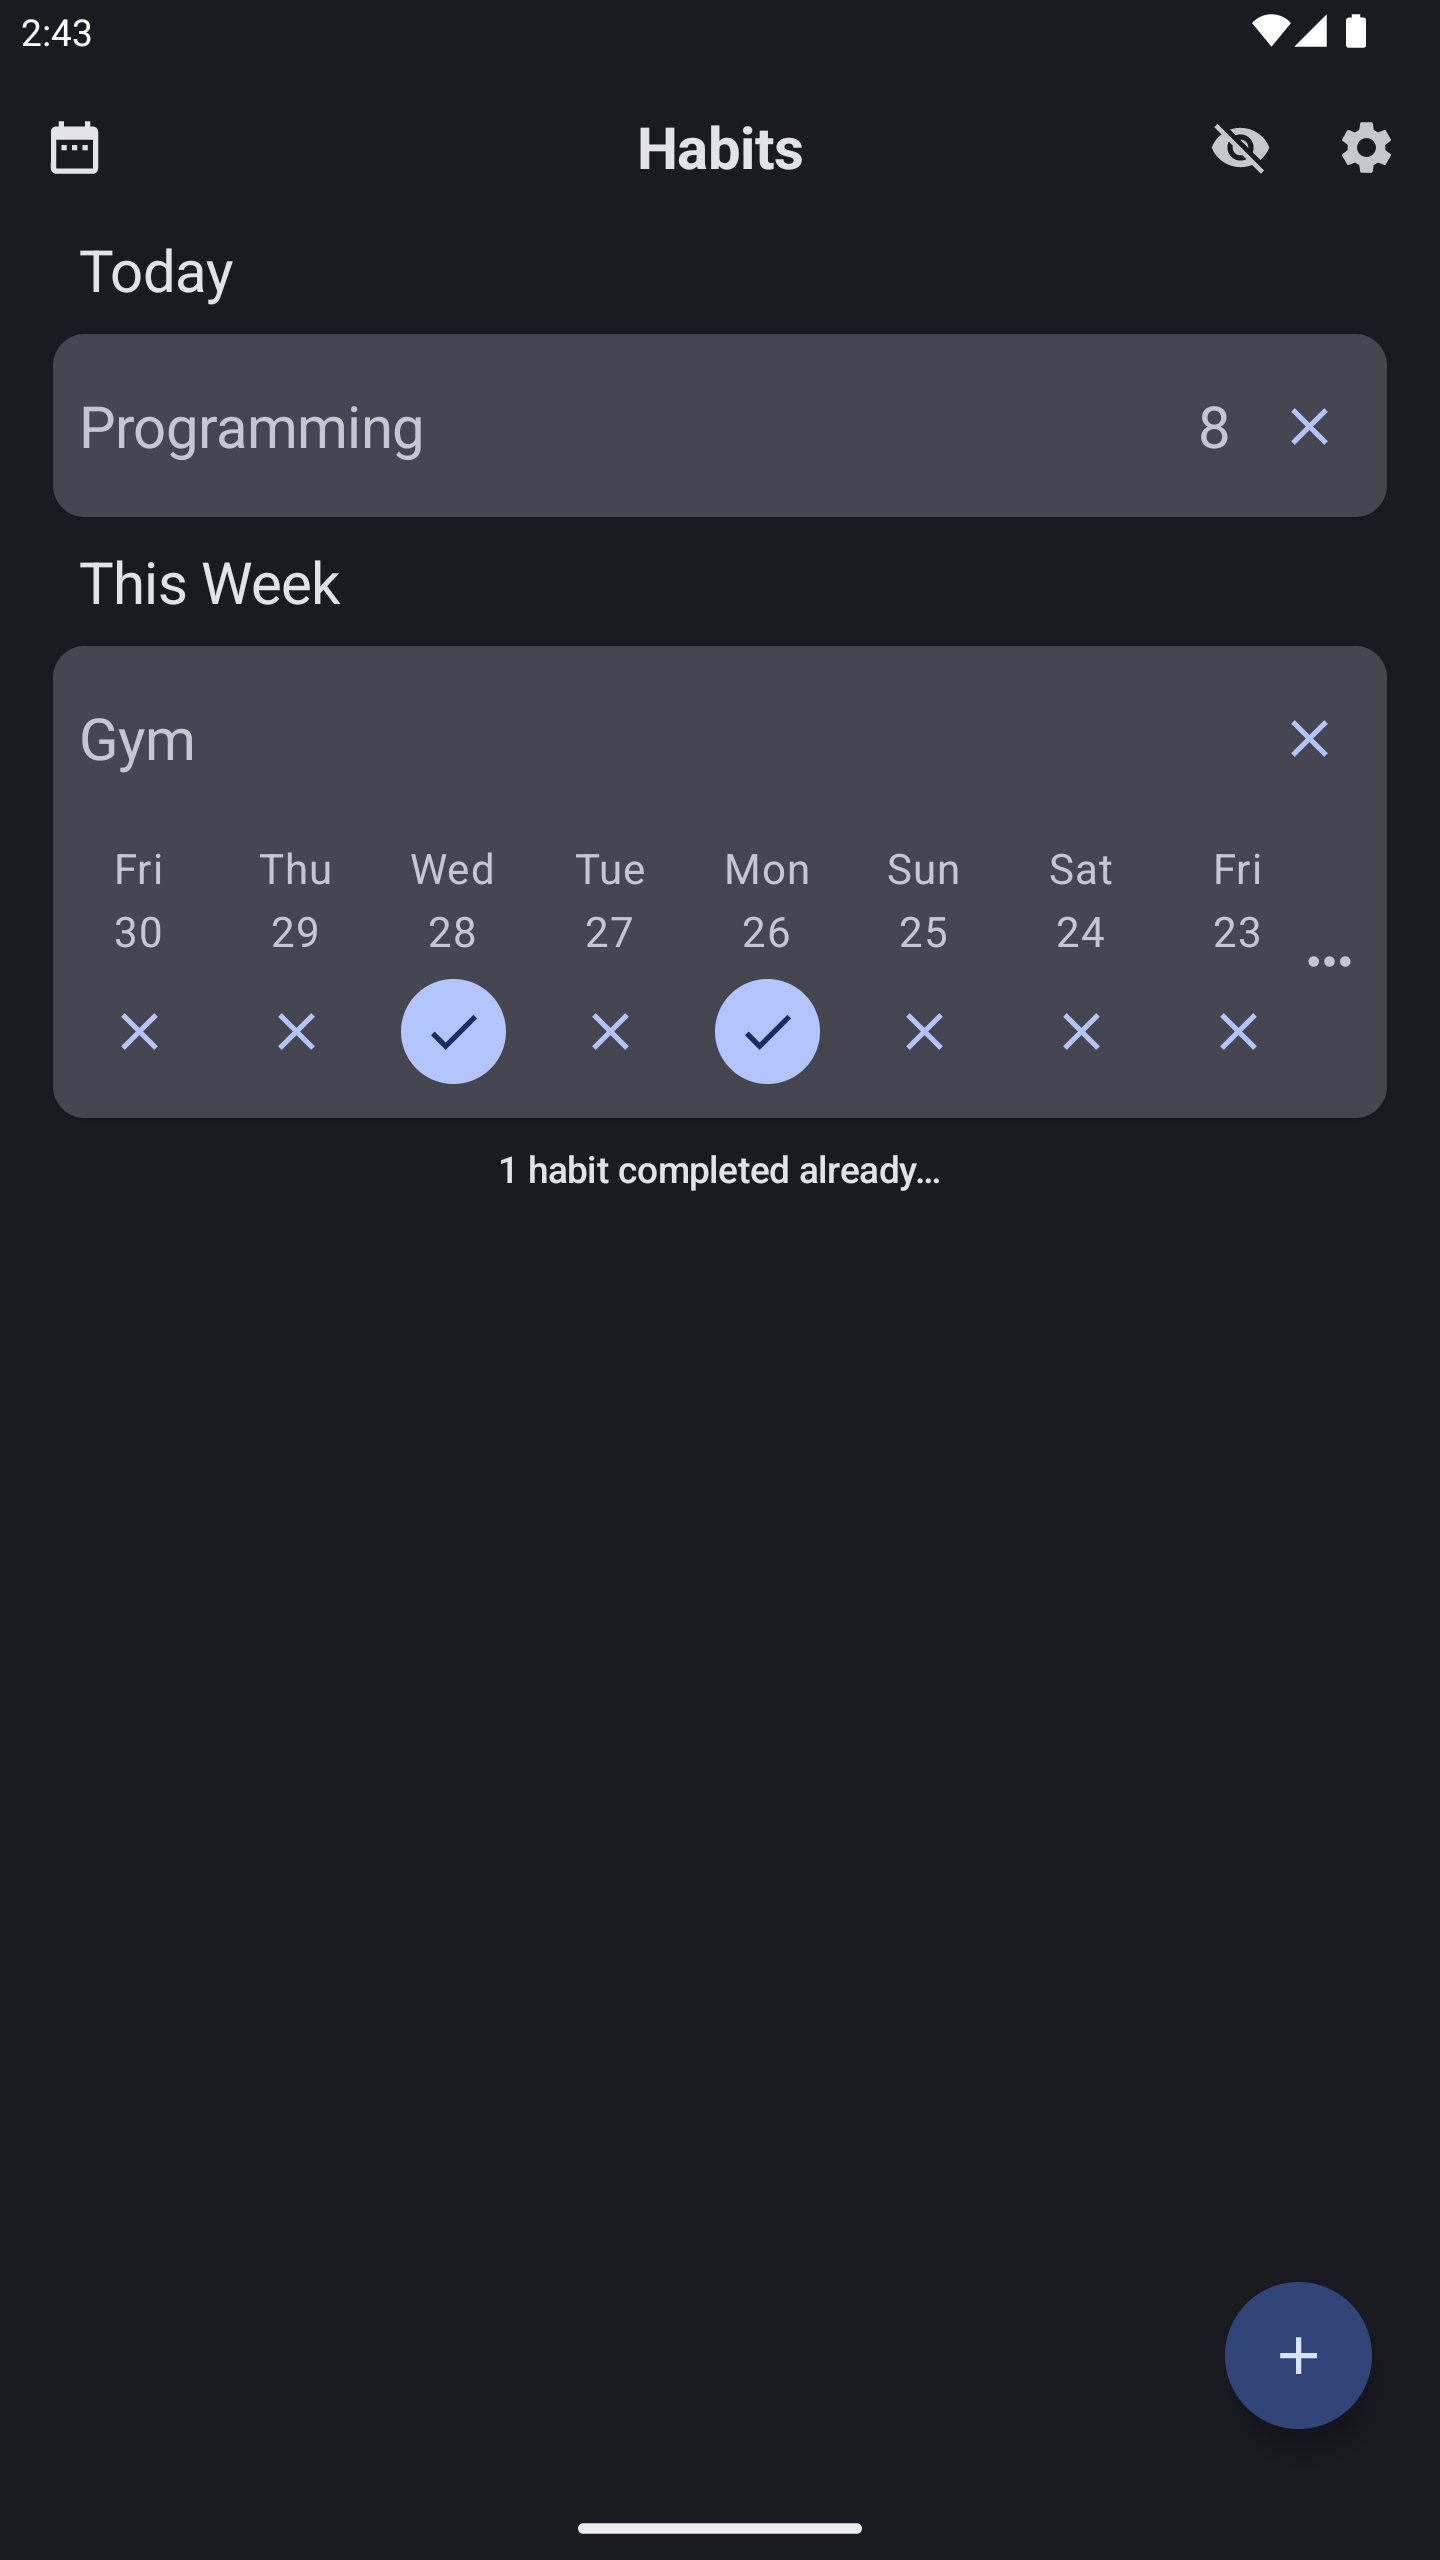 2:43
Habits
Today
Programming 8
This Week
Gym
Fri Thu Wed Tue Mon Sun Sat Fri
30 29 28 27 26 25 24 23
1 habit completed already...